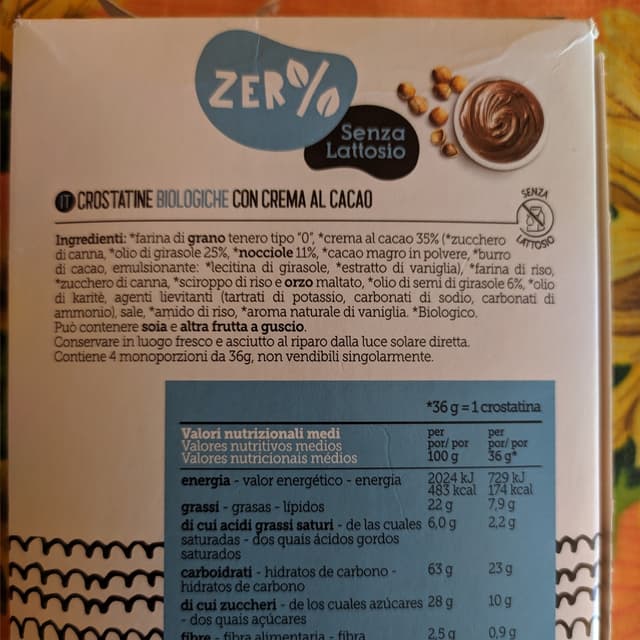 ZER%
Senza
Lattosio
IT CROSTATINE BIOLOGICHE CON CREMA AL CACAO
SENZA
LATTOSIO
Ingredienti: *farina di grano tenero tipo "0", *crema al cacao 35% (*zucchero
di canna, *olio di girasole 25%, *nocciole 11%, *cacao magro in polvere, *burro
di cacao, emulsionante: *lecitina di girasole, *estratto di vaniglia), *farina di riso,
*zucchero di canna, *sciroppo di riso e orzo maltato, *olio di semi di girasole 6%, *olio
di karitè, agenti lievitanti (tartrati di potassio, carbonati di sodio, carbonati di
ammonio), sale, *amido di riso, *aroma naturale di vaniglia. *Biologico.
Può contenere soia e altra frutta a guscio.
Conservare in luogo fresco e asciutto al riparo dalla luce solare diretta.
Contiene 4 monoporzioni da 36g, non vendibili singolarmente.
*36 g = 1 crostatina
Valori nutrizionali medi per per
Valores nutritivos medios por/por por/por
Valores nutricionais médios 100 g 36 g*
energia - valor energético - energia 2024 kJ 729 kJ
483 kcal 174 kcal
grassi - grasas - lípidos 22 g 7,9 g
di cui acidi grassi saturi - de las cuales 6,0 g 2,2 g
saturadas - dos quais ácidos gordos
saturados
carboidrati - hidratos de carbono - 63 g 23 g
hidratos de carbono
di cui zuccheri - de los cuales azúcares 28 g 10 g
- dos quais açúcares
fibre - fibra alimentaria - fibra 2,5 g 0,9 g